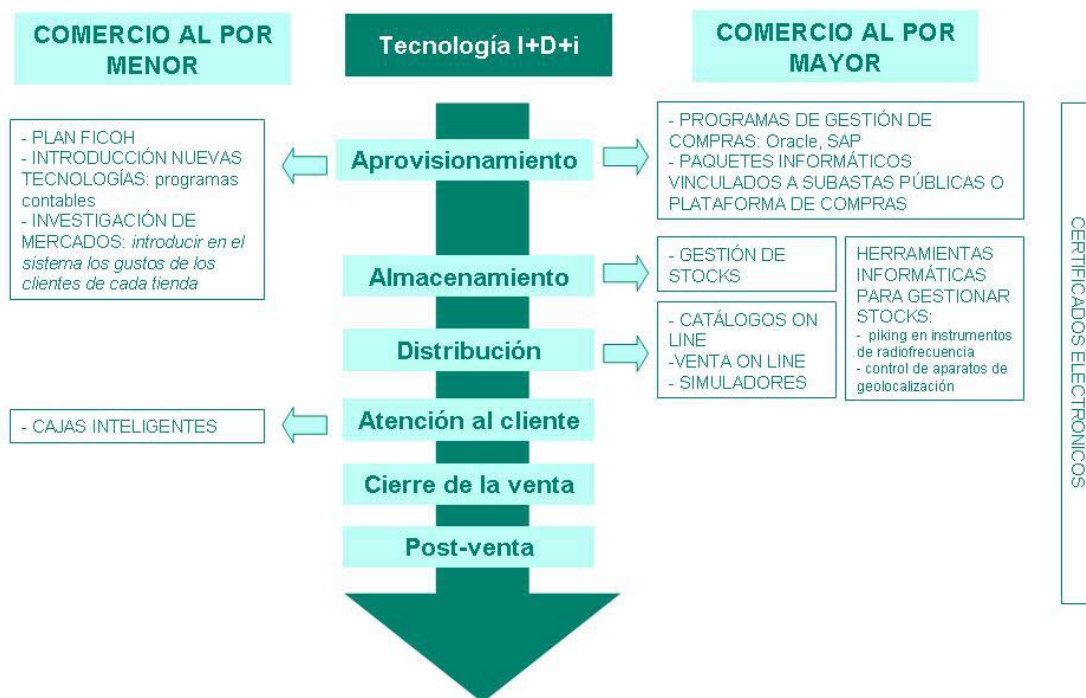 COMERCIO AL POR
MENOR
Tecnología I+D+i
COMERCIO AL POR
MAYOR
- PLAN FICOH
- INTRODUCCIÓN NUEVAS
TECNOLOGÍAS: programas
contables
- INVESTIGACIÓN DE
MERCADOS: introducir en el
sistema los gustos de los
clientes de cada tienda
Aprovisionamiento
- PROGRAMAS DE GESTIÓN DE
COMPRAS: Oracle, SAP
- PAQUETES INFORMÁTICOS
VINCULADOS A SUBASTAS PÚBLICAS O
PLATAFORMA DE COMPRAS
Almacenamiento
- GESTIÓN DE
STOCKS
HERRAMIENTAS
INFORMÁTICAS
PARA GESTIONAR
STOCKS:
- piking en instrumentos
de radiofrecuencia
- control de aparatos de
geolocalización
Distribución
- CATÁLOGOS ON
LINE
-VENTA ON LINE
- SIMULADORES
- CAJAS INTELIGENTES
Atención al cliente
Cierre de la venta
Post-venta
CERTIFICADOS ELECTRÓNICOS